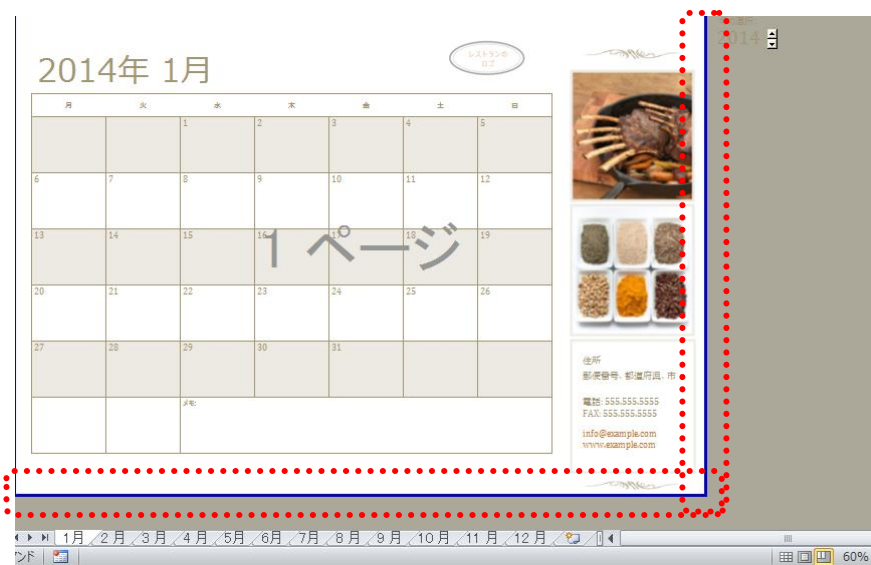 2014
レストランの
ロゴ
2014年 1月
月 火 水 木 金 土 日
1 2 3 4 5
6 7 8 9 10 11 12
13 14 15 16 17 18 19
1 ページ
20 21 22 23 24 25 26
27 28 29 30 31
メモ:
住所
郵便番号、都道府県、市
電話: 555.555.5555
FAX: 555.555.5555
info@example.com
www.example.com
1月 2月 3月 4月 5月 6月 7月 8月 9月 10月 11月 12月
ンド
60%